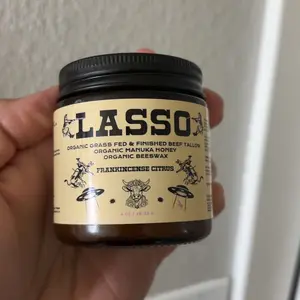 LASSO
ORGANIC GRASS FED & FINISHED BEEF TALLOW
ORGANIC MANUKA HONEY
ORGANIC BEESWAX
FRANKINCENSE CITRUS